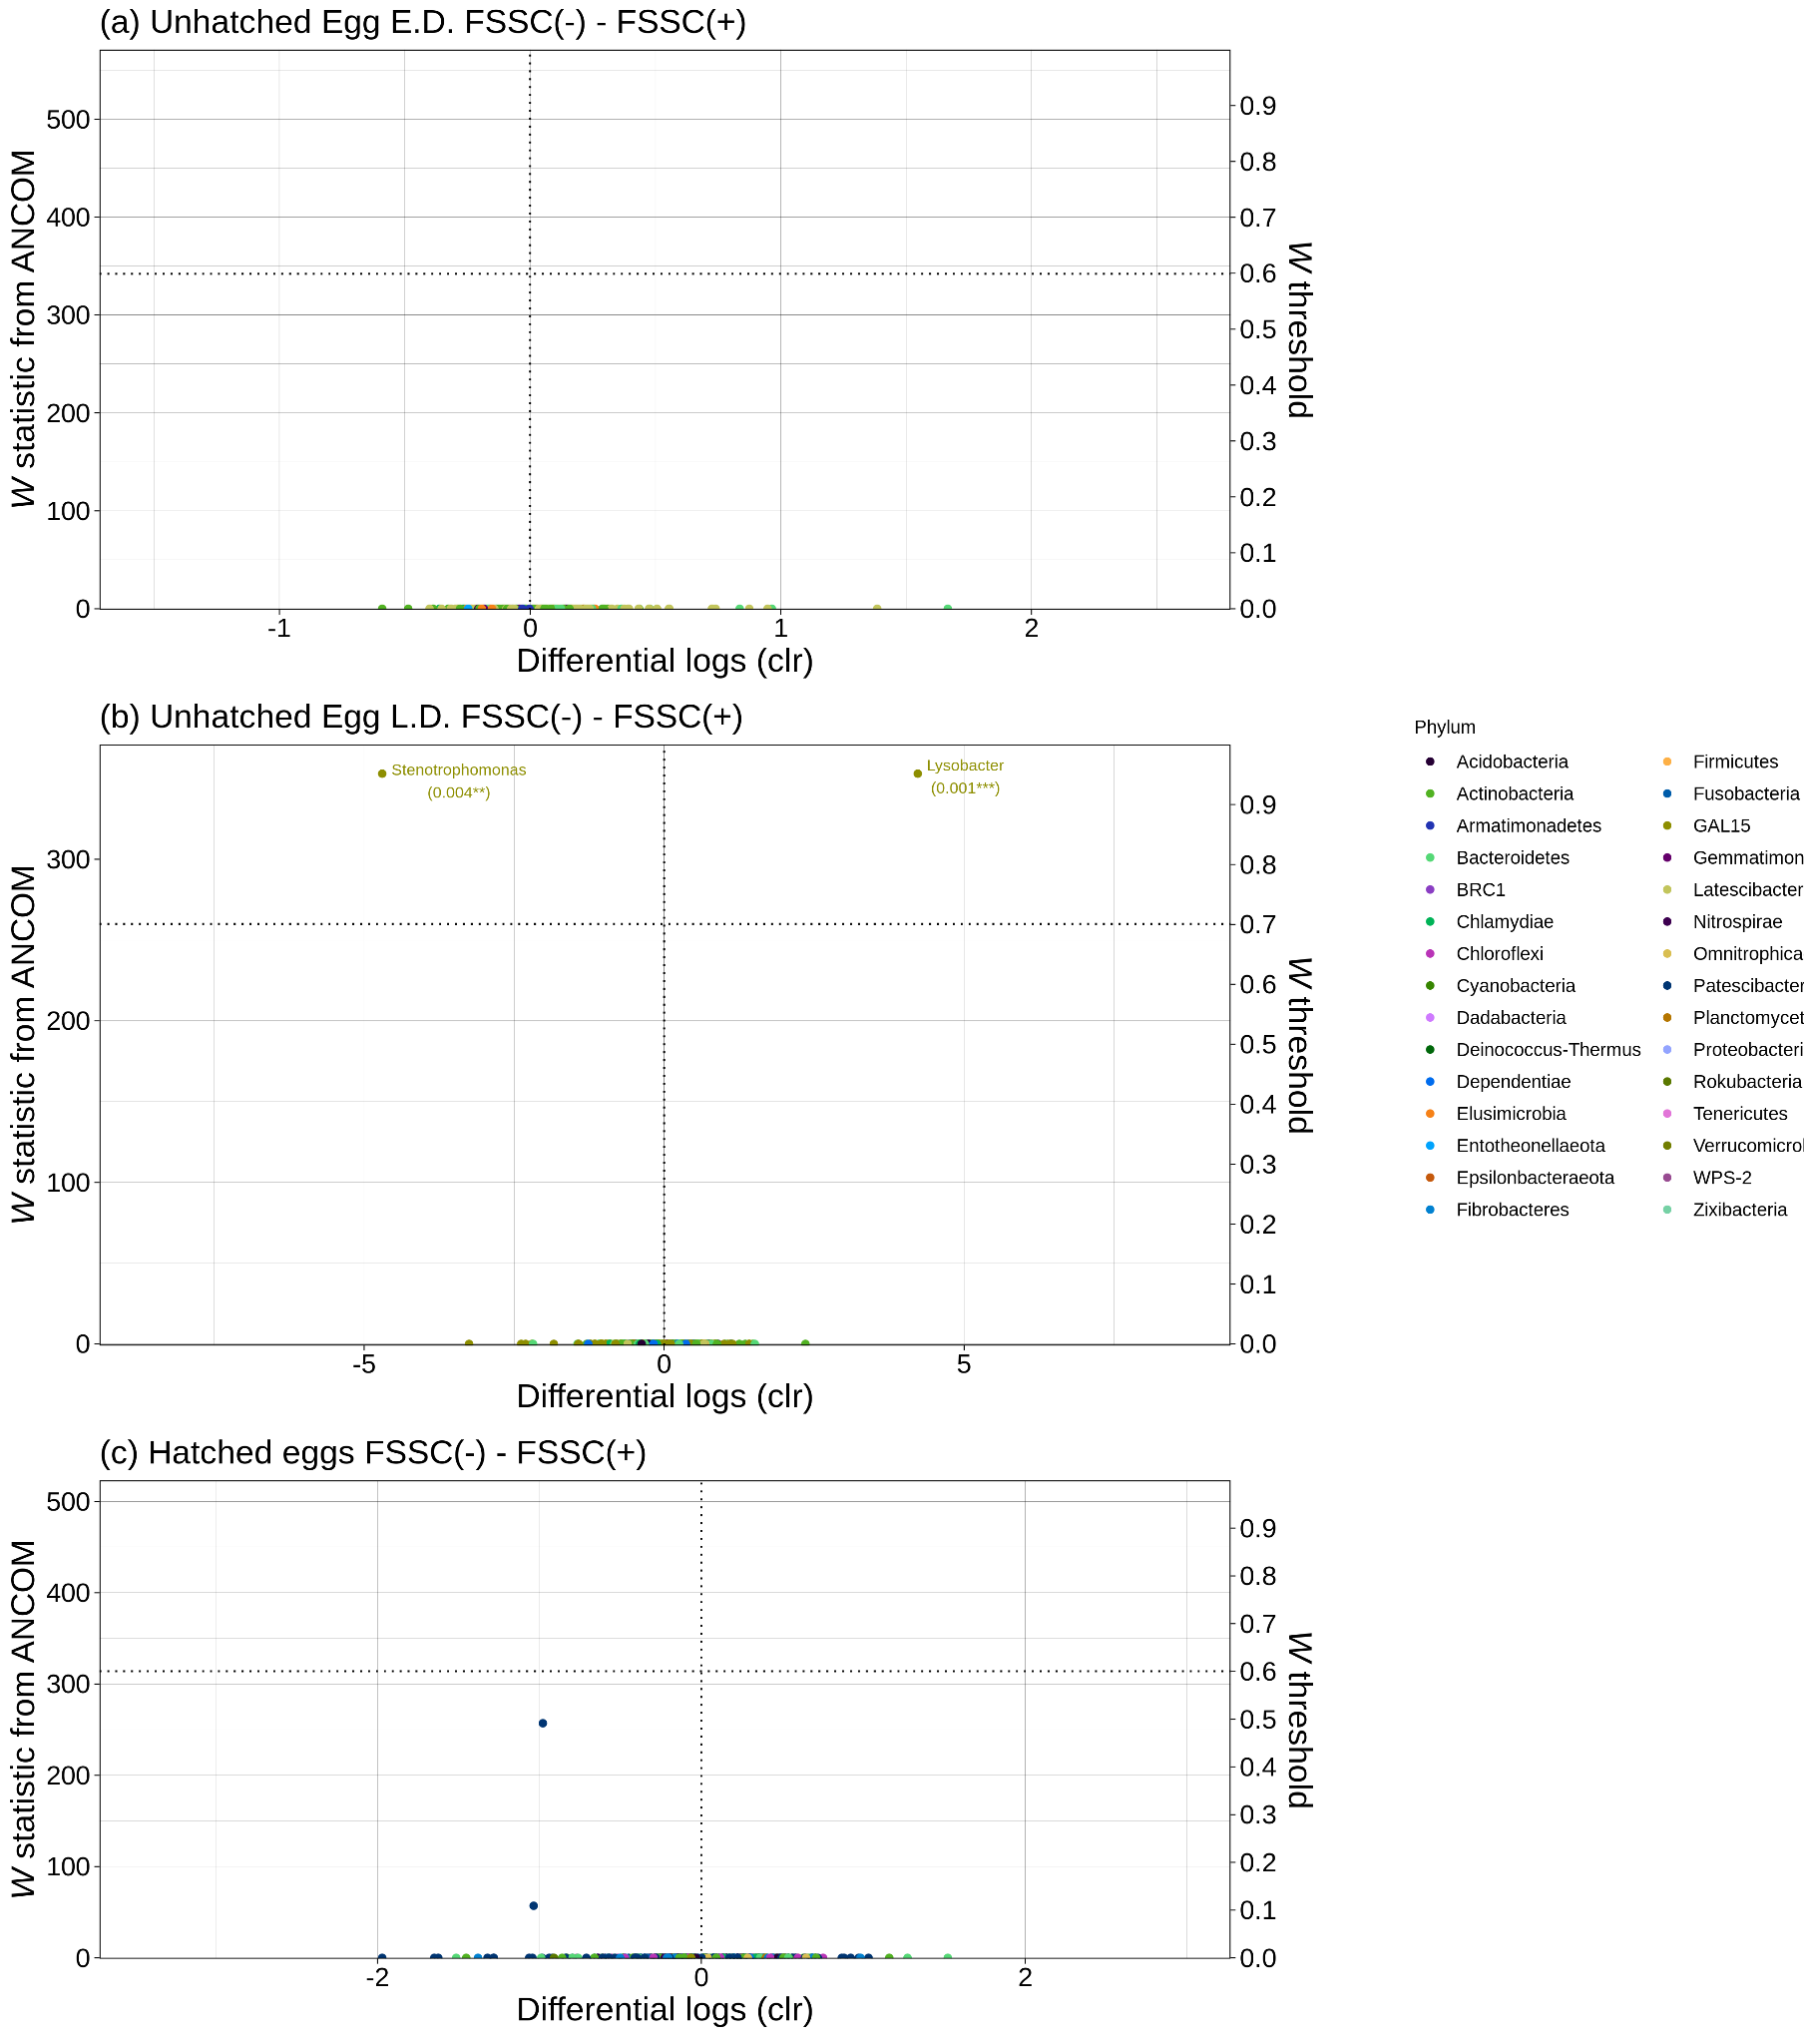 (a) Unhatched Egg E.D. FSSC(-) - FSSC(+)
W statistic from ANCOM
500
400
300
200
100
0
0.9
0.8
0.7
0.6
0.5
0.4
0.3
0.2
0.1
0.0
W threshold
-1 0 1 2
Differential logs (clr)
(b) Unhatched Egg L.D. FSSC(-) - FSSC(+)
W statistic from ANCOM
300
200
100
0
Stenotrophomonas
(0.004**)
Lysobacter
(0.001***)
0.9
0.8
0.7
0.6
0.5
0.4
0.3
0.2
0.1
0.0
W threshold
-5 0 5
Differential logs (clr)
Phylum
Acidobacteria
Actinobacteria
Armatimonadetes
Bacteroidetes
BRC1
Chlamydiae
Chloroflexi
Cyanobacteria
Dadabacteria
Deinococcus-Thermus
Dependentiae
Elusimicrobia
Entotheonellaeota
Epsilonbacteraeota
Fibrobacteres
Firmicutes
Fusobacteria
GAL15
Gemmatimon
Latescibacter
Nitrospirae
Omnitrophica
Patescibacter
Planctomycet
Proteobacteri
Rokubacteria
Tenericutes
Verrucomicrol
WPS-2
Zixibacteria
(c) Hatched eggs FSSC(-) - FSSC(+)
W statistic from ANCOM
500
400
300
200
100
0
0.9
0.8
0.7
0.6
0.5
0.4
0.3
0.2
0.1
0.0
W threshold
-2 0 2
Differential logs (clr)